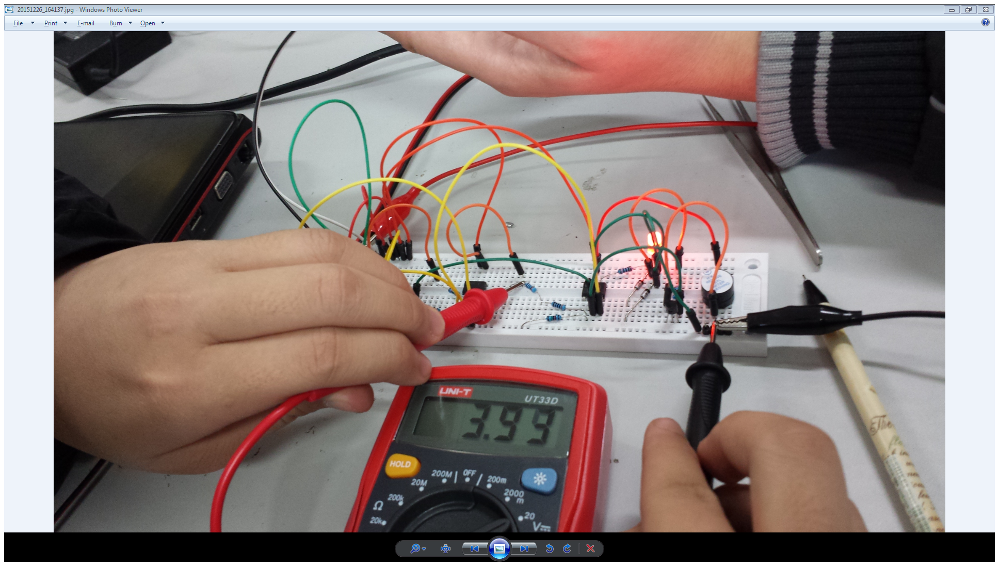 20151226_164137.jpg - Windows Photo Viewer
File Print E-mail Burn Open
UNI-T
UT33D
3.99
HOLD
200M OFF 200m
20M 2000
m
200k
Ω
20k
20
V
The